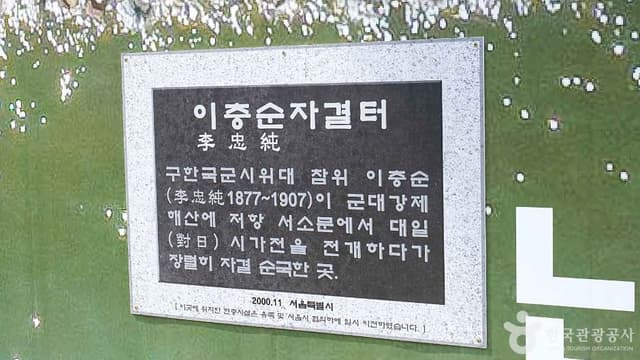 이충순자결터
李忠純
구한국군시위대 참위 이충순
(李忠純1877~1907)이 군대강제
해산에 저항 서소문에서 대일
(對日) 시가전을 전개하다가
장렬히 자결 순국한 곳.
2000.11 서울특별시
한국관광공사